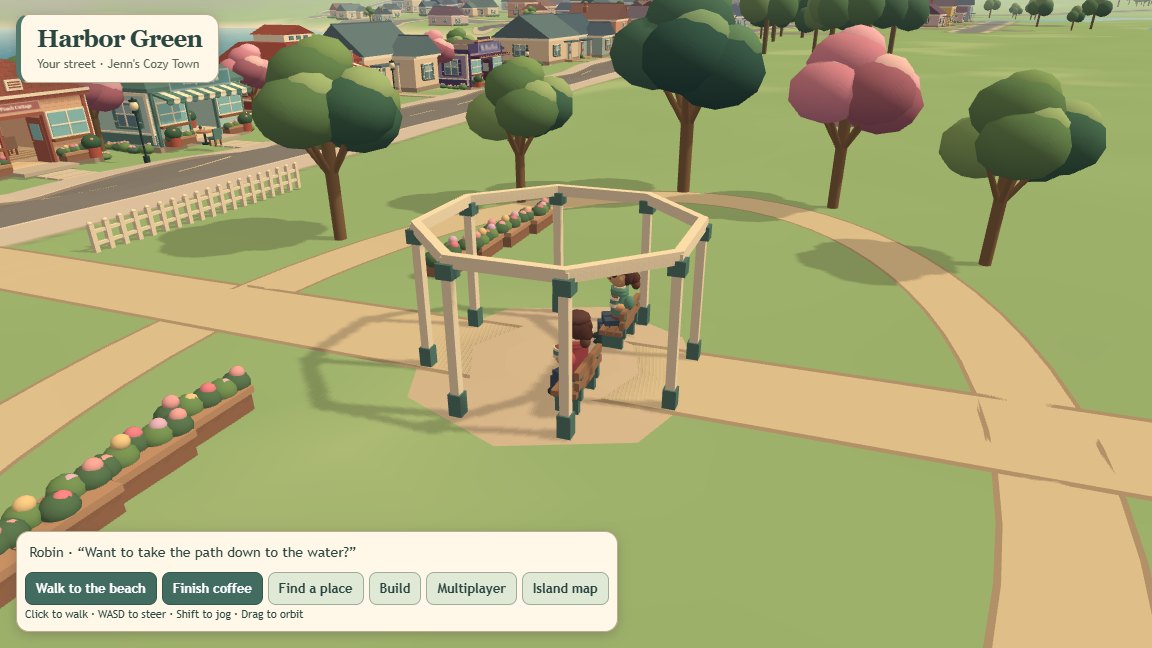 Harbor Green
Your street · Jenn's Cozy Town
Robin · “Want to take the path down to the water?”
Walk to the beach
Finish coffee
Find a place
Build
Multiplayer
Island map
Click to walk · WASD to steer · Shift to jog · Drag to orbit